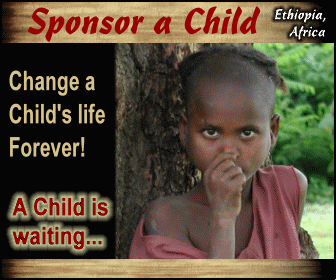 Sponsor a Child
Ethiopia,
Africa
Change a
Child's life
Forever!
A Child is
waiting...